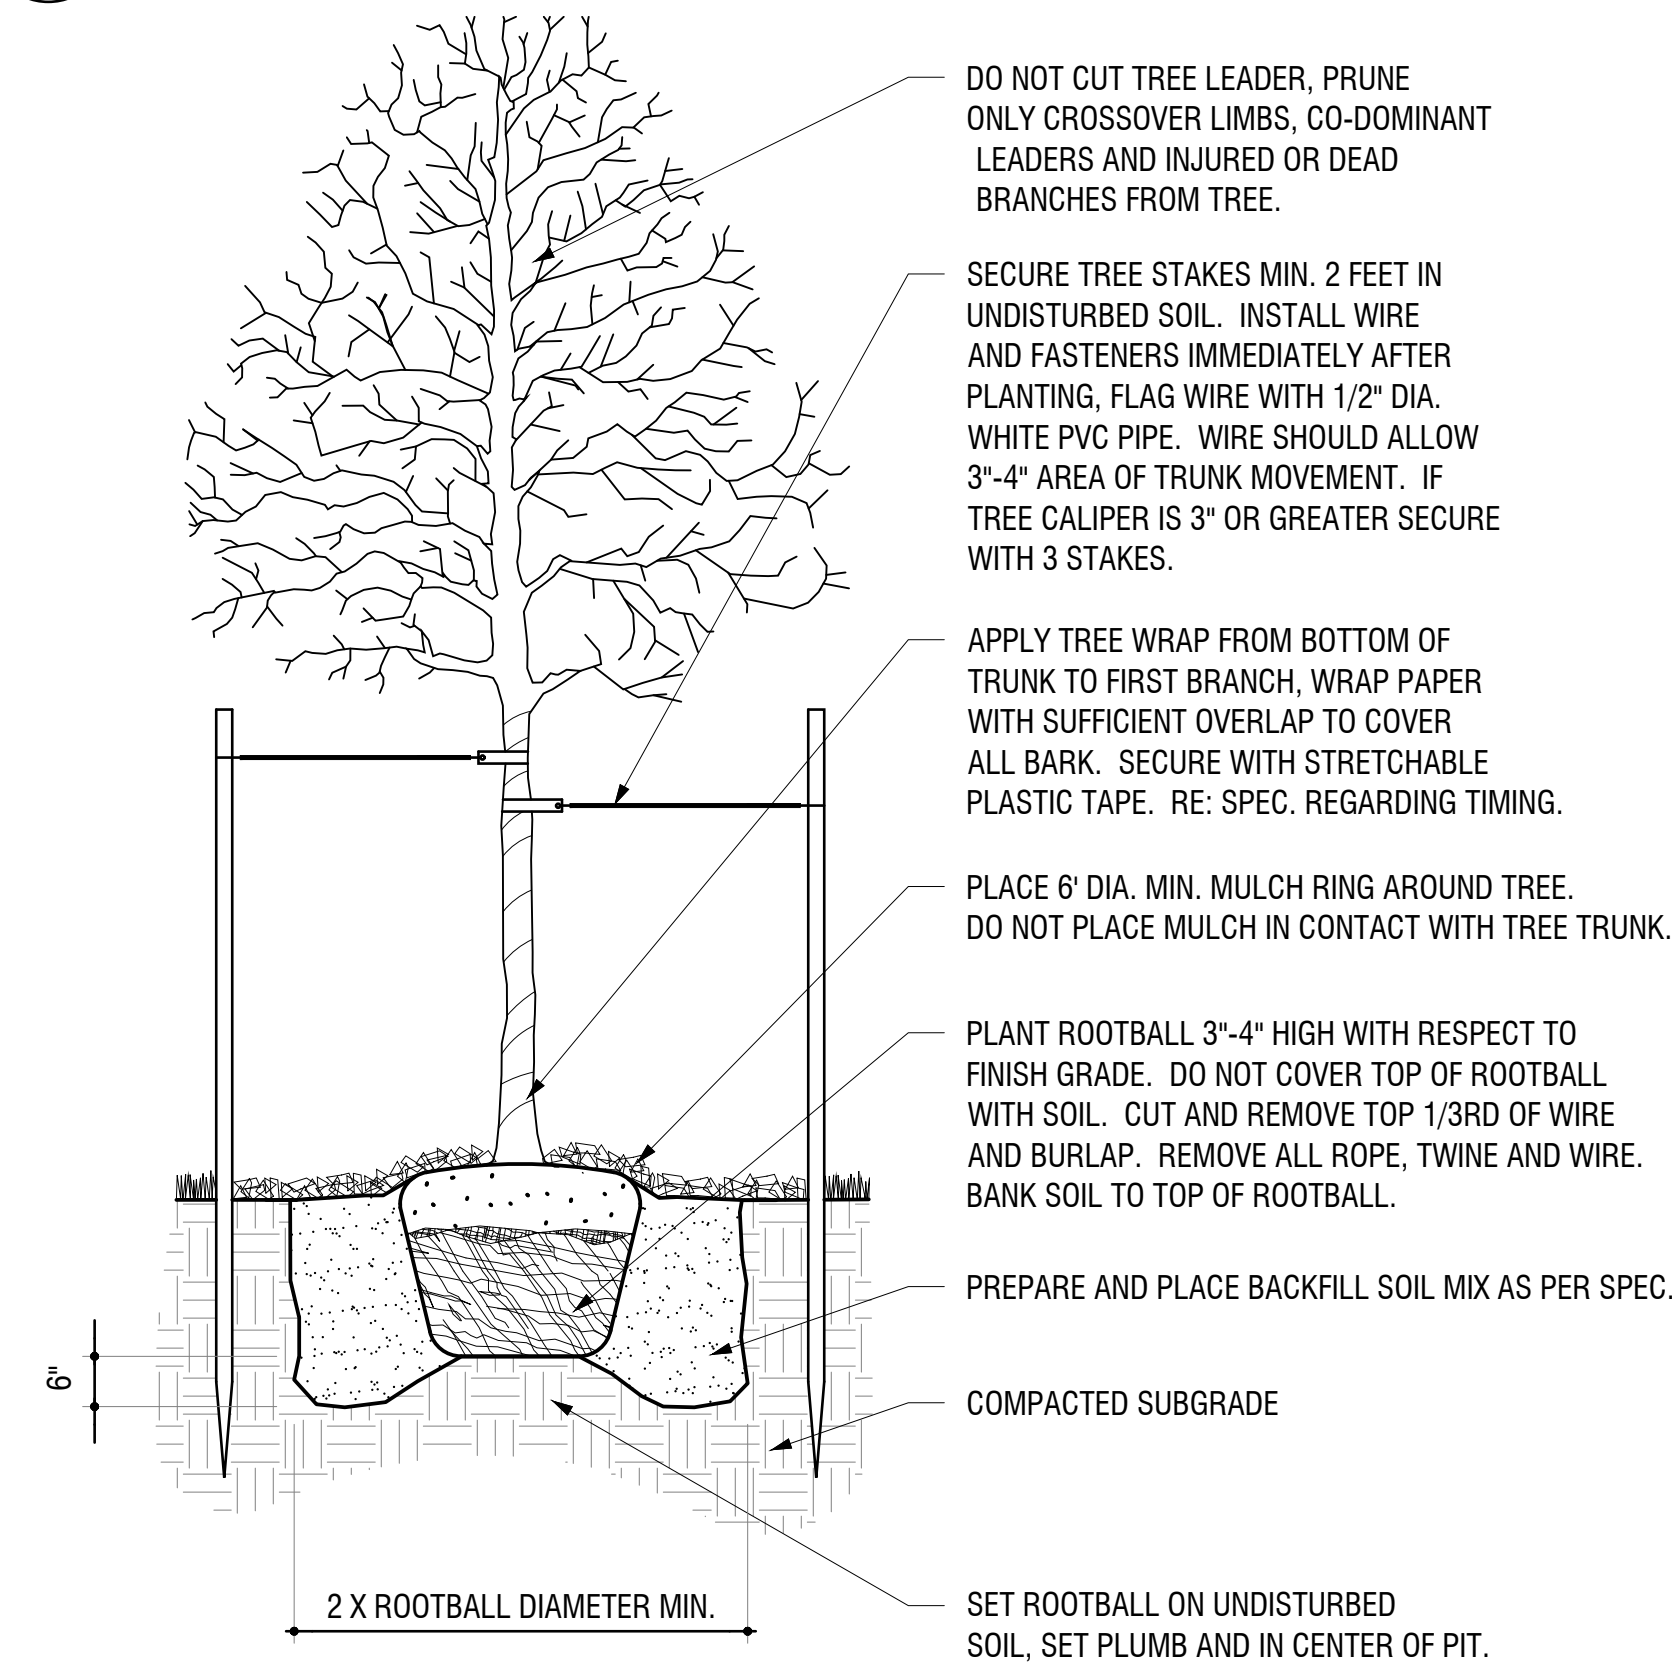 DO NOT CUT TREE LEADER, PRUNE
ONLY CROSSOVER LIMBS, CO-DOMINANT
LEADERS AND INJURED OR DEAD
BRANCHES FROM TREE.
SECURE TREE STAKES MIN. 2 FEET IN
UNDISTURBED SOIL. INSTALL WIRE
AND FASTENERS IMMEDIATELY AFTER
PLANTING, FLAG WIRE WITH 1/2" DIA.
WHITE PVC PIPE. WIRE SHOULD ALLOW
3"-4" AREA OF TRUNK MOVEMENT. IF
TREE CALIPER IS 3" OR GREATER SECURE
WITH 3 STAKES.
APPLY TREE WRAP FROM BOTTOM OF
TRUNK TO FIRST BRANCH, WRAP PAPER
WITH SUFFICIENT OVERLAP TO COVER
ALL BARK. SECURE WITH STRETCHABLE
PLASTIC TAPE. RE: SPEC. REGARDING TIMING.
PLACE 6' DIA. MIN. MULCH RING AROUND TREE.
DO NOT PLACE MULCH IN CONTACT WITH TREE TRUNK.
PLANT ROOTBALL 3"-4" HIGH WITH RESPECT TO
FINISH GRADE. DO NOT COVER TOP OF ROOTBALL
WITH SOIL. CUT AND REMOVE TOP 1/3RD OF WIRE
AND BURLAP. REMOVE ALL ROPE, TWINE AND WIRE.
BANK SOIL TO TOP OF ROOTBALL.
PREPARE AND PLACE BACKFILL SOIL MIX AS PER SPEC.
6"
COMPACTED SUBGRADE
2 X ROOTBALL DIAMETER MIN.
SET ROOTBALL ON UNDISTURBED
SOIL, SET PLUMB AND IN CENTER OF PIT.